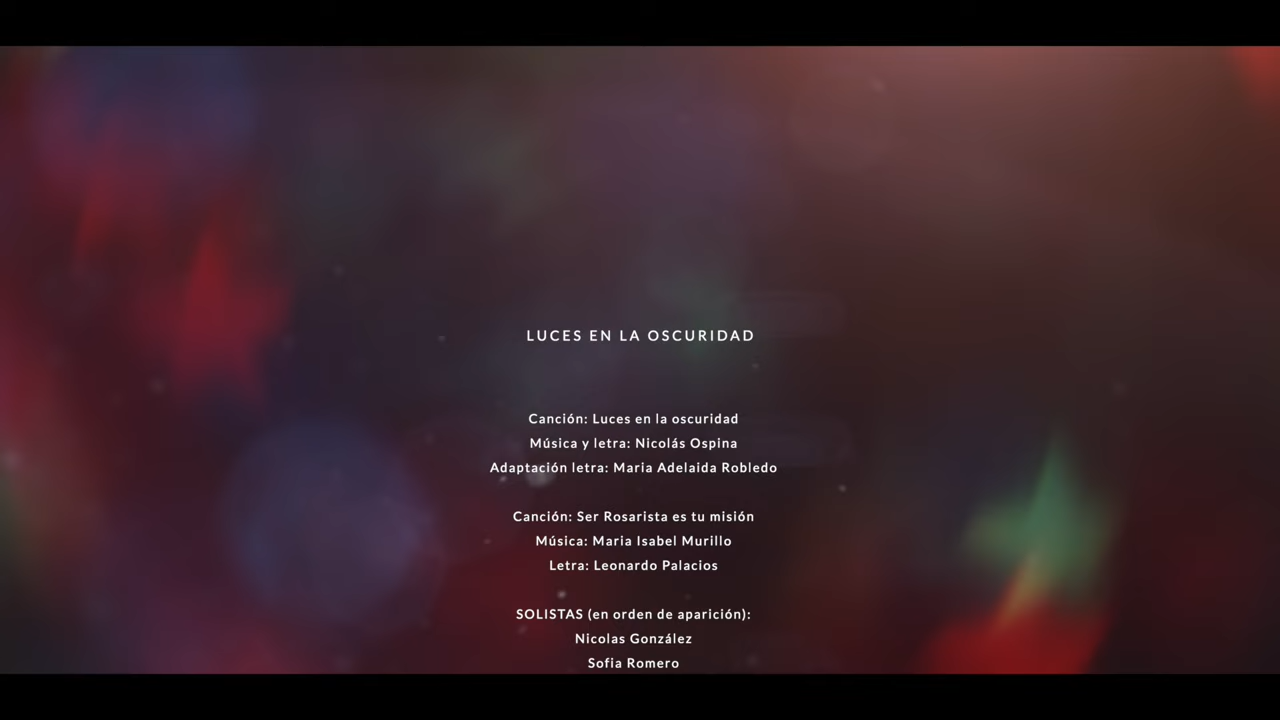 LUCES EN LA OSCURIDAD
Canción: Luces en la oscuridad
Música y letra: Nicolás Ospina
Adaptación letra: Maria Adelaida Robledo
Canción: Ser Rosarista es tu misión
Música: Maria Isabel Murillo
Letra: Leonardo Palacios
SOLISTAS (en orden de aparición):
Nicolas González
Sofia Romero